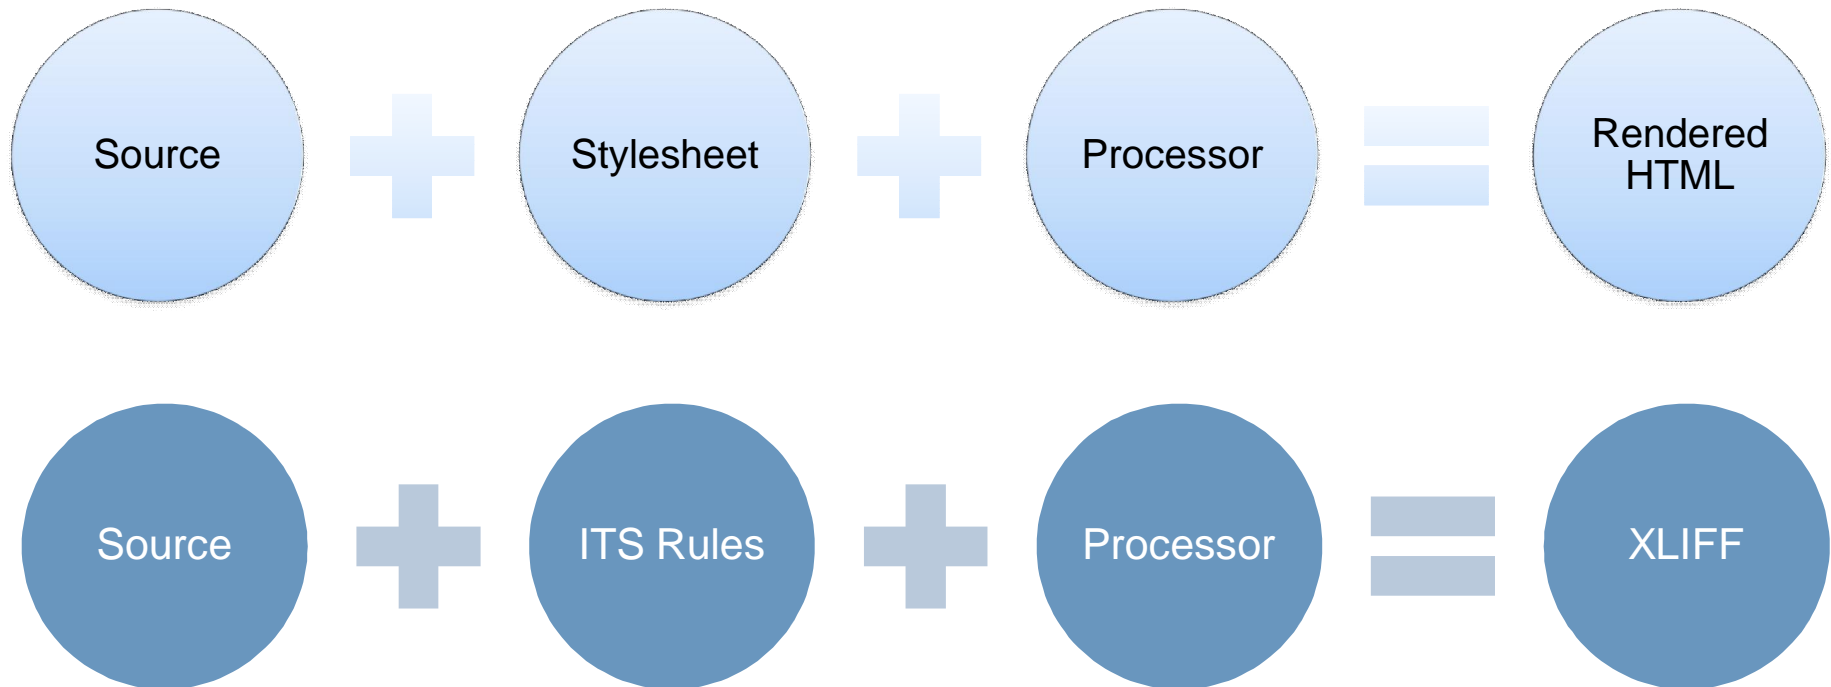 Source
Stylesheet
Processor
Rendered
HTML
Source
ITS Rules
Processor
XLIFF